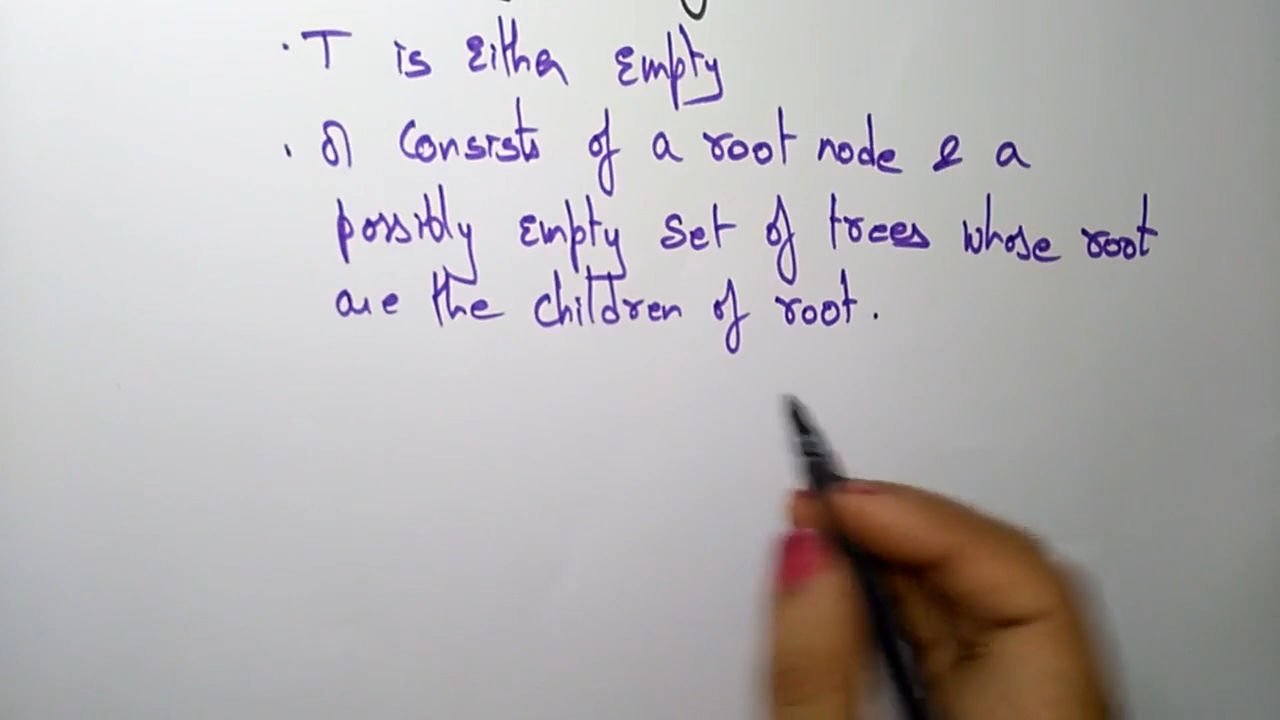 · T is Either Empty
· or Consists of a root node & a
possibly Empty Set of trees whose root
are the children of root.